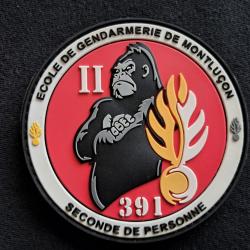 ECOLE DE GENDARMERIE DE MONTLUÇON
II
391
SECONDE DE PERSONNE